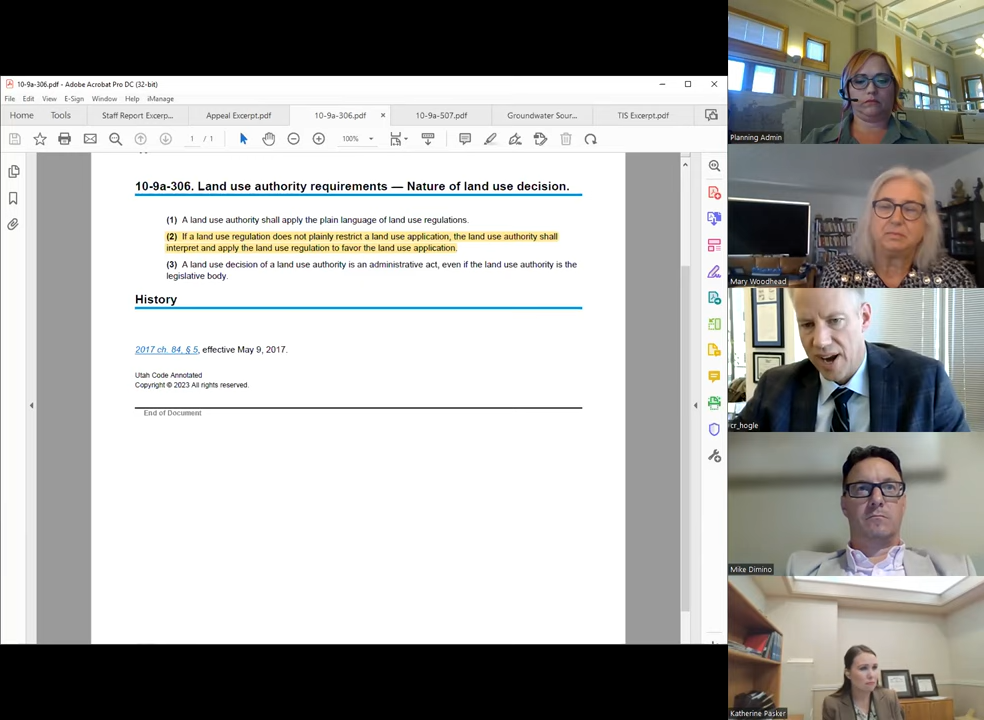 10-9a-306.pdf - Adobe Acrobat Pro DC (32-bit)
File Edit View E-Sign Window Help iManage
Home Tools Staff Report Excerp... Appeal Excerpt.pdf 10-9a-306.pdf × 10-9a-507.pdf Groundwater Sour... TIS Excerpt.pdf
1 / 1 100%
10-9a-306. Land use authority requirements — Nature of land use decision.
(1) A land use authority shall apply the plain language of land use regulations.
(2) If a land use regulation does not plainly restrict a land use application, the land use authority shall
interpret and apply the land use regulation to favor the land use application.
(3) A land use decision of a land use authority is an administrative act, even if the land use authority is the
legislative body.
History
2017 ch. 84, § 5, effective May 9, 2017.
Utah Code Annotated
Copyright © 2023 All rights reserved.
End of Document
Planning Admin
Mary Woodhead
cr_hogle
Mike Dimino
Katherine Pasker